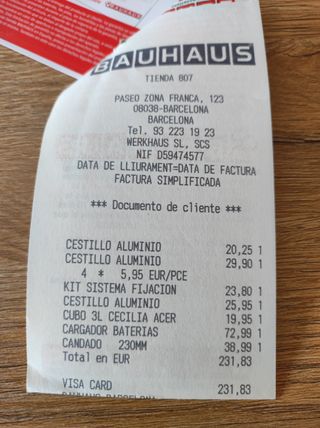 BAUHAUS
BAUHAUS
TIENDA 807
PASEO ZONA FRANCA, 123
08038-BARCELONA
BARCELONA
Tel. 93 223 19 23
WERKHAUS SL, SCS
NIF D59474577
DATA DE LLIURAMENT=DATA DE FACTURA
FACTURA SIMPLIFICADA
*** Documento de cliente ***
CESTILLO ALUMINIO 20,25 1
CESTILLO ALUMINIO 29,90 1
4 * 5,95 EUR/PCE
KIT SISTEMA FIJACION 23,80 1
CESTILLO ALUMINIO 25,95 1
CUBO 3L CECILIA ACER 19,95 1
CARGADOR BATERIAS 72,99 1
CANDADO 230MM 38,99 1
Total en EUR 231,83
VISA CARD 231,83
BAUHAUS BARCELONA